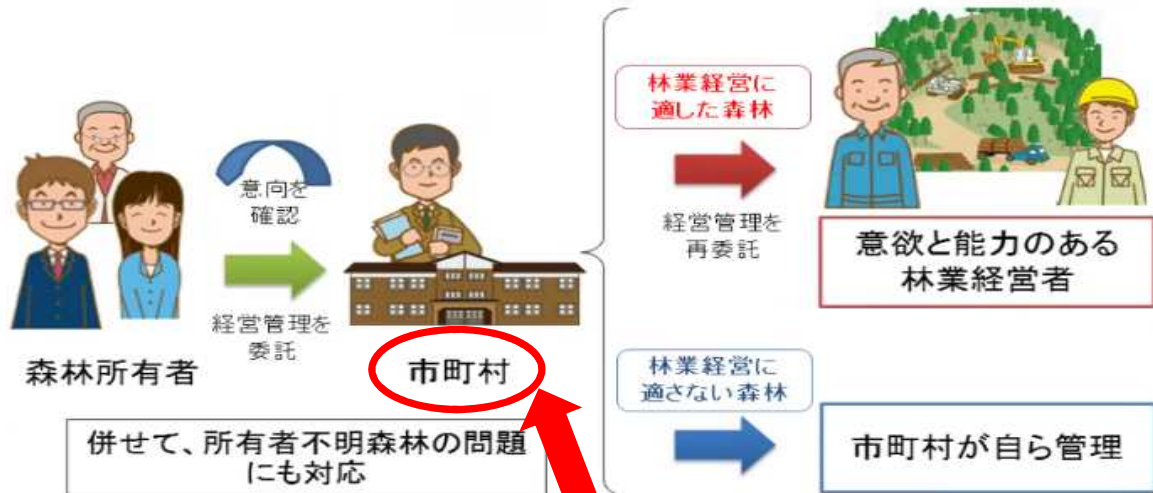 意向を
確認
経営管理を
委託
森林所有者
市町村
併せて、所有者不明森林の問題
にも対応
林業経営に
適した森林
経営管理を
再委託
意欲と能力のある
林業経営者
林業経営に
適さない森林
市町村が自ら管理